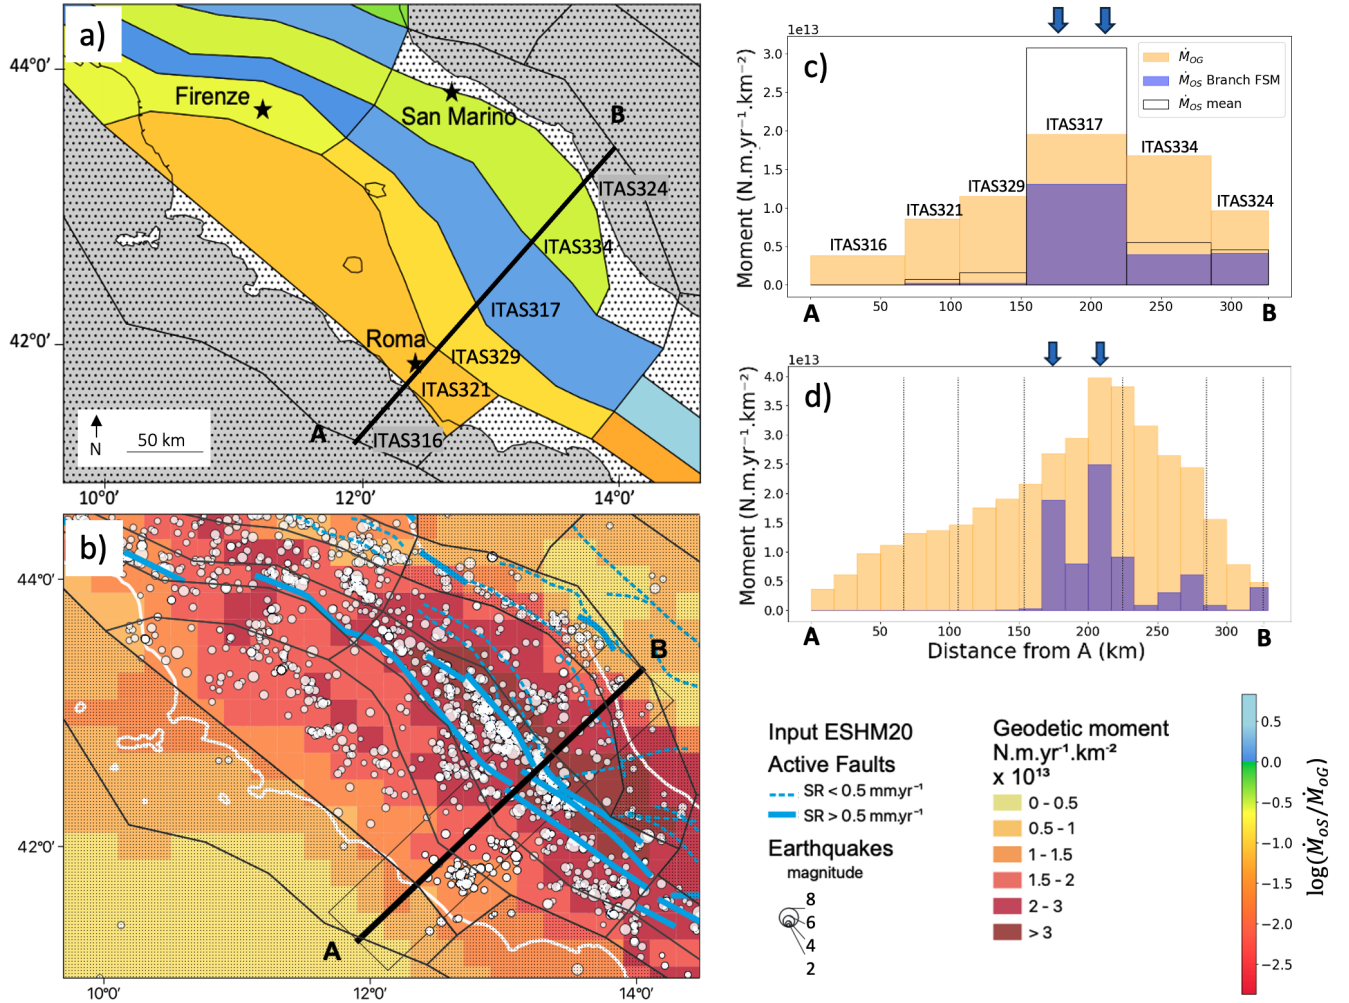 a)
44°0'
42°0'
Firenze
San Marino
B
ITAS324
ITAS334
ITAS317
Roma
ITAS329
ITAS321
A
ITAS316
N
50 km
10°0'
12°0'
14°0'
b)
44°0'
42°0'
B
A
10°0'
12°0'
14°0'
1e13
c)
Ṁ_OG
Ṁ_OS Branch FSM
Ṁ_OS mean
Moment (N.m.yr⁻¹.km⁻²)
3.0
2.5
2.0
1.5
1.0
0.5
0.0
ITAS316
ITAS321
ITAS329
ITAS317
ITAS334
ITAS324
A
50
100
150
200
250
300
B
1e13
d)
Moment (N.m.yr⁻¹.km⁻²)
4.0
3.5
3.0
2.5
2.0
1.5
1.0
0.5
0.0
A
50
100
150
200
250
300
B
Distance from A (km)
Input ESHM20
Active Faults
SR < 0.5 mm.yr⁻¹
SR > 0.5 mm.yr⁻¹
Earthquakes
magnitude
8
6
4
2
Geodetic moment
N.m.yr⁻¹.km⁻²
x 10¹³
0 - 0.5
0.5 - 1
1 - 1.5
1.5 - 2
2 - 3
> 3
0.5
0.0
−0.5
−1.0
−1.5
−2.0
−2.5
log(Ṁ_OS/Ṁ_OG)